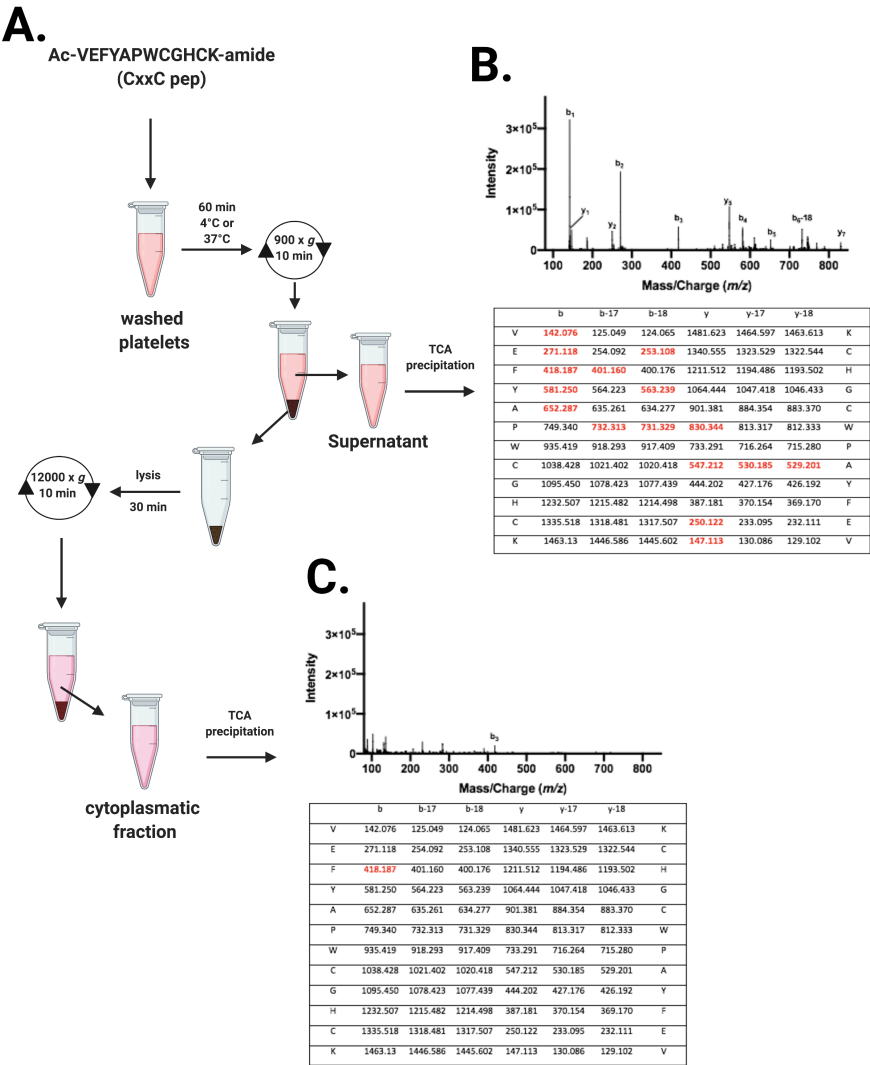 A.
Ac-VEFYAPWCGHCK-amide
(CxxC pep)
60 min
4°C or
37°C
900 x g
10 min
washed
platelets
TCA
precipitation
Supernatant
12000 x g
10 min
lysis
30 min
TCA
precipitation
cytoplasmatic
fraction
B.
Intensity
3×10⁵
2×10⁵
1×10⁵
0
b₁
y₁
b₂
y₂
b₃
y₅
b₄
b₅
b₆-18
y₇
100 200 300 400 500 600 700 800
Mass/Charge (m/z)
b b-17 b-18 y y-17 y-18
V 142.076 125.049 124.065 1481.623 1464.597 1463.613 K
E 271.118 254.092 253.108 1340.555 1323.529 1322.544 C
F 418.187 401.160 400.176 1211.512 1194.486 1193.502 H
Y 581.250 564.223 563.239 1064.444 1047.418 1046.433 G
A 652.287 635.261 634.277 901.381 884.354 883.370 C
P 749.340 732.313 731.329 830.344 813.317 812.333 W
W 935.419 918.293 917.409 733.291 716.264 715.280 P
C 1038.428 1021.402 1020.418 547.212 530.185 529.201 A
G 1095.450 1078.423 1077.439 444.202 427.176 426.192 Y
H 1232.507 1215.482 1214.498 387.181 370.154 369.170 F
C 1335.518 1318.481 1317.507 250.122 233.095 232.111 E
K 1463.13 1446.586 1445.602 147.113 130.086 129.102 V
C.
Intensity
3×10⁵
2×10⁵
1×10⁵
0
b₃
100 200 300 400 500 600 700 800
Mass/Charge (m/z)
b b-17 b-18 y y-17 y-18
V 142.076 125.049 124.065 1481.623 1464.597 1463.613 K
E 271.118 254.092 253.108 1340.555 1323.529 1322.544 C
F 418.187 401.160 400.176 1211.512 1194.486 1193.502 H
Y 581.250 564.223 563.239 1064.444 1047.418 1046.433 G
A 652.287 635.261 634.277 901.381 884.354 883.370 C
P 749.340 732.313 731.329 830.344 813.317 812.333 W
W 935.419 918.293 917.409 733.291 716.264 715.280 P
C 1038.428 1021.402 1020.418 547.212 530.185 529.201 A
G 1095.450 1078.423 1077.439 444.202 427.176 426.192 Y
H 1232.507 1215.482 1214.498 387.181 370.154 369.170 F
C 1335.518 1318.481 1317.507 250.122 233.095 232.111 E
K 1463.13 1446.586 1445.602 147.113 130.086 129.102 V